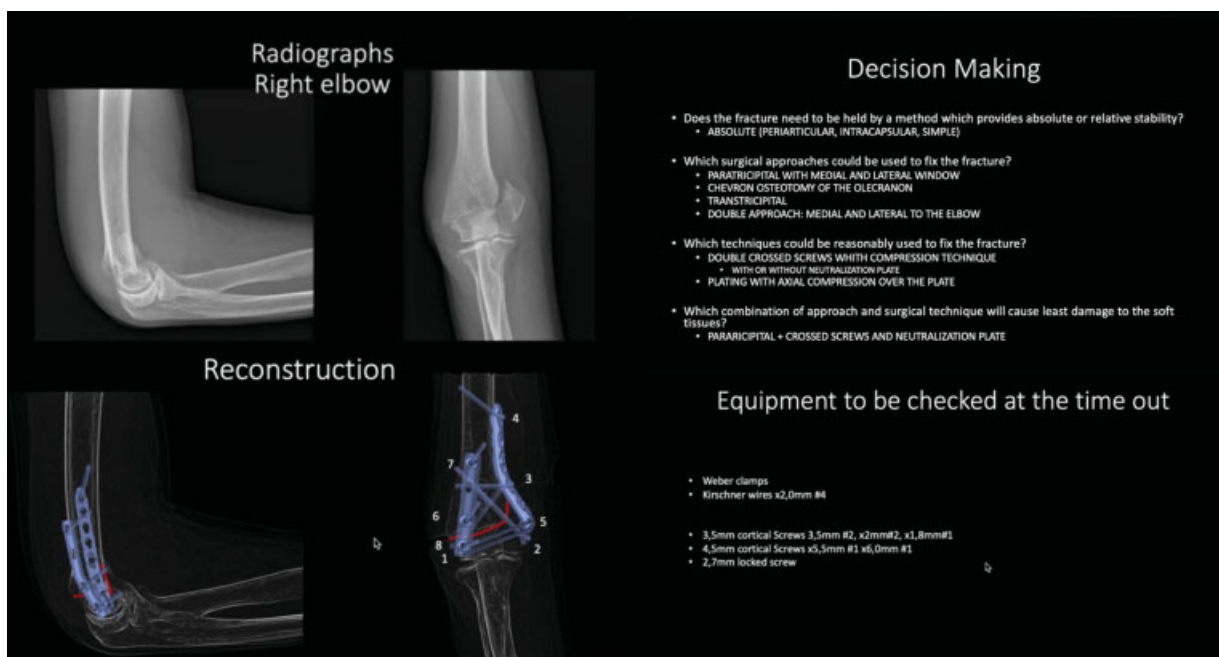 Radiographs
Right elbow
Decision Making
• Does the fracture need to be held by a method which provides absolute or relative stability?
• ABSOLUTE (PERIARTICULAR, INTRACAPSULAR, SIMPLE)
• Which surgical approaches could be used to fix the fracture?
• PARATRICIPITAL WITH MEDIAL AND LATERAL WINDOW
• CHEVRON OSTEOTOMY OF THE OLECRANON
• TRANSTRICIPITAL
• DOUBLE APPROACH: MEDIAL AND LATERAL TO THE ELBOW
• Which techniques could be reasonably used to fix the fracture?
• DOUBLE CROSSED SCREWS WHITH COMPRESSION TECHNIQUE
• WITH OR WITHOUT NEUTRALIZATION PLATE
• PLATING WITH AXIAL COMPRESSION OVER THE PLATE
• Which combination of approach and surgical technique will cause least damage to the soft
tissues?
• PARARICIPITAL + CROSSED SCREWS AND NEUTRALIZATION PLATE
Reconstruction
4
7
3
6
5
8
1
2
Equipment to be checked at the time out
• Weber clamps
• Kirschner wires x2,0mm #4
• 3,5mm cortical Screws 3,5mm #2, x2mm#2, x1,8mm#1
• 4,5mm cortical Screws x5,5mm #1 x6,0mm #1
• 2,7mm locked screw